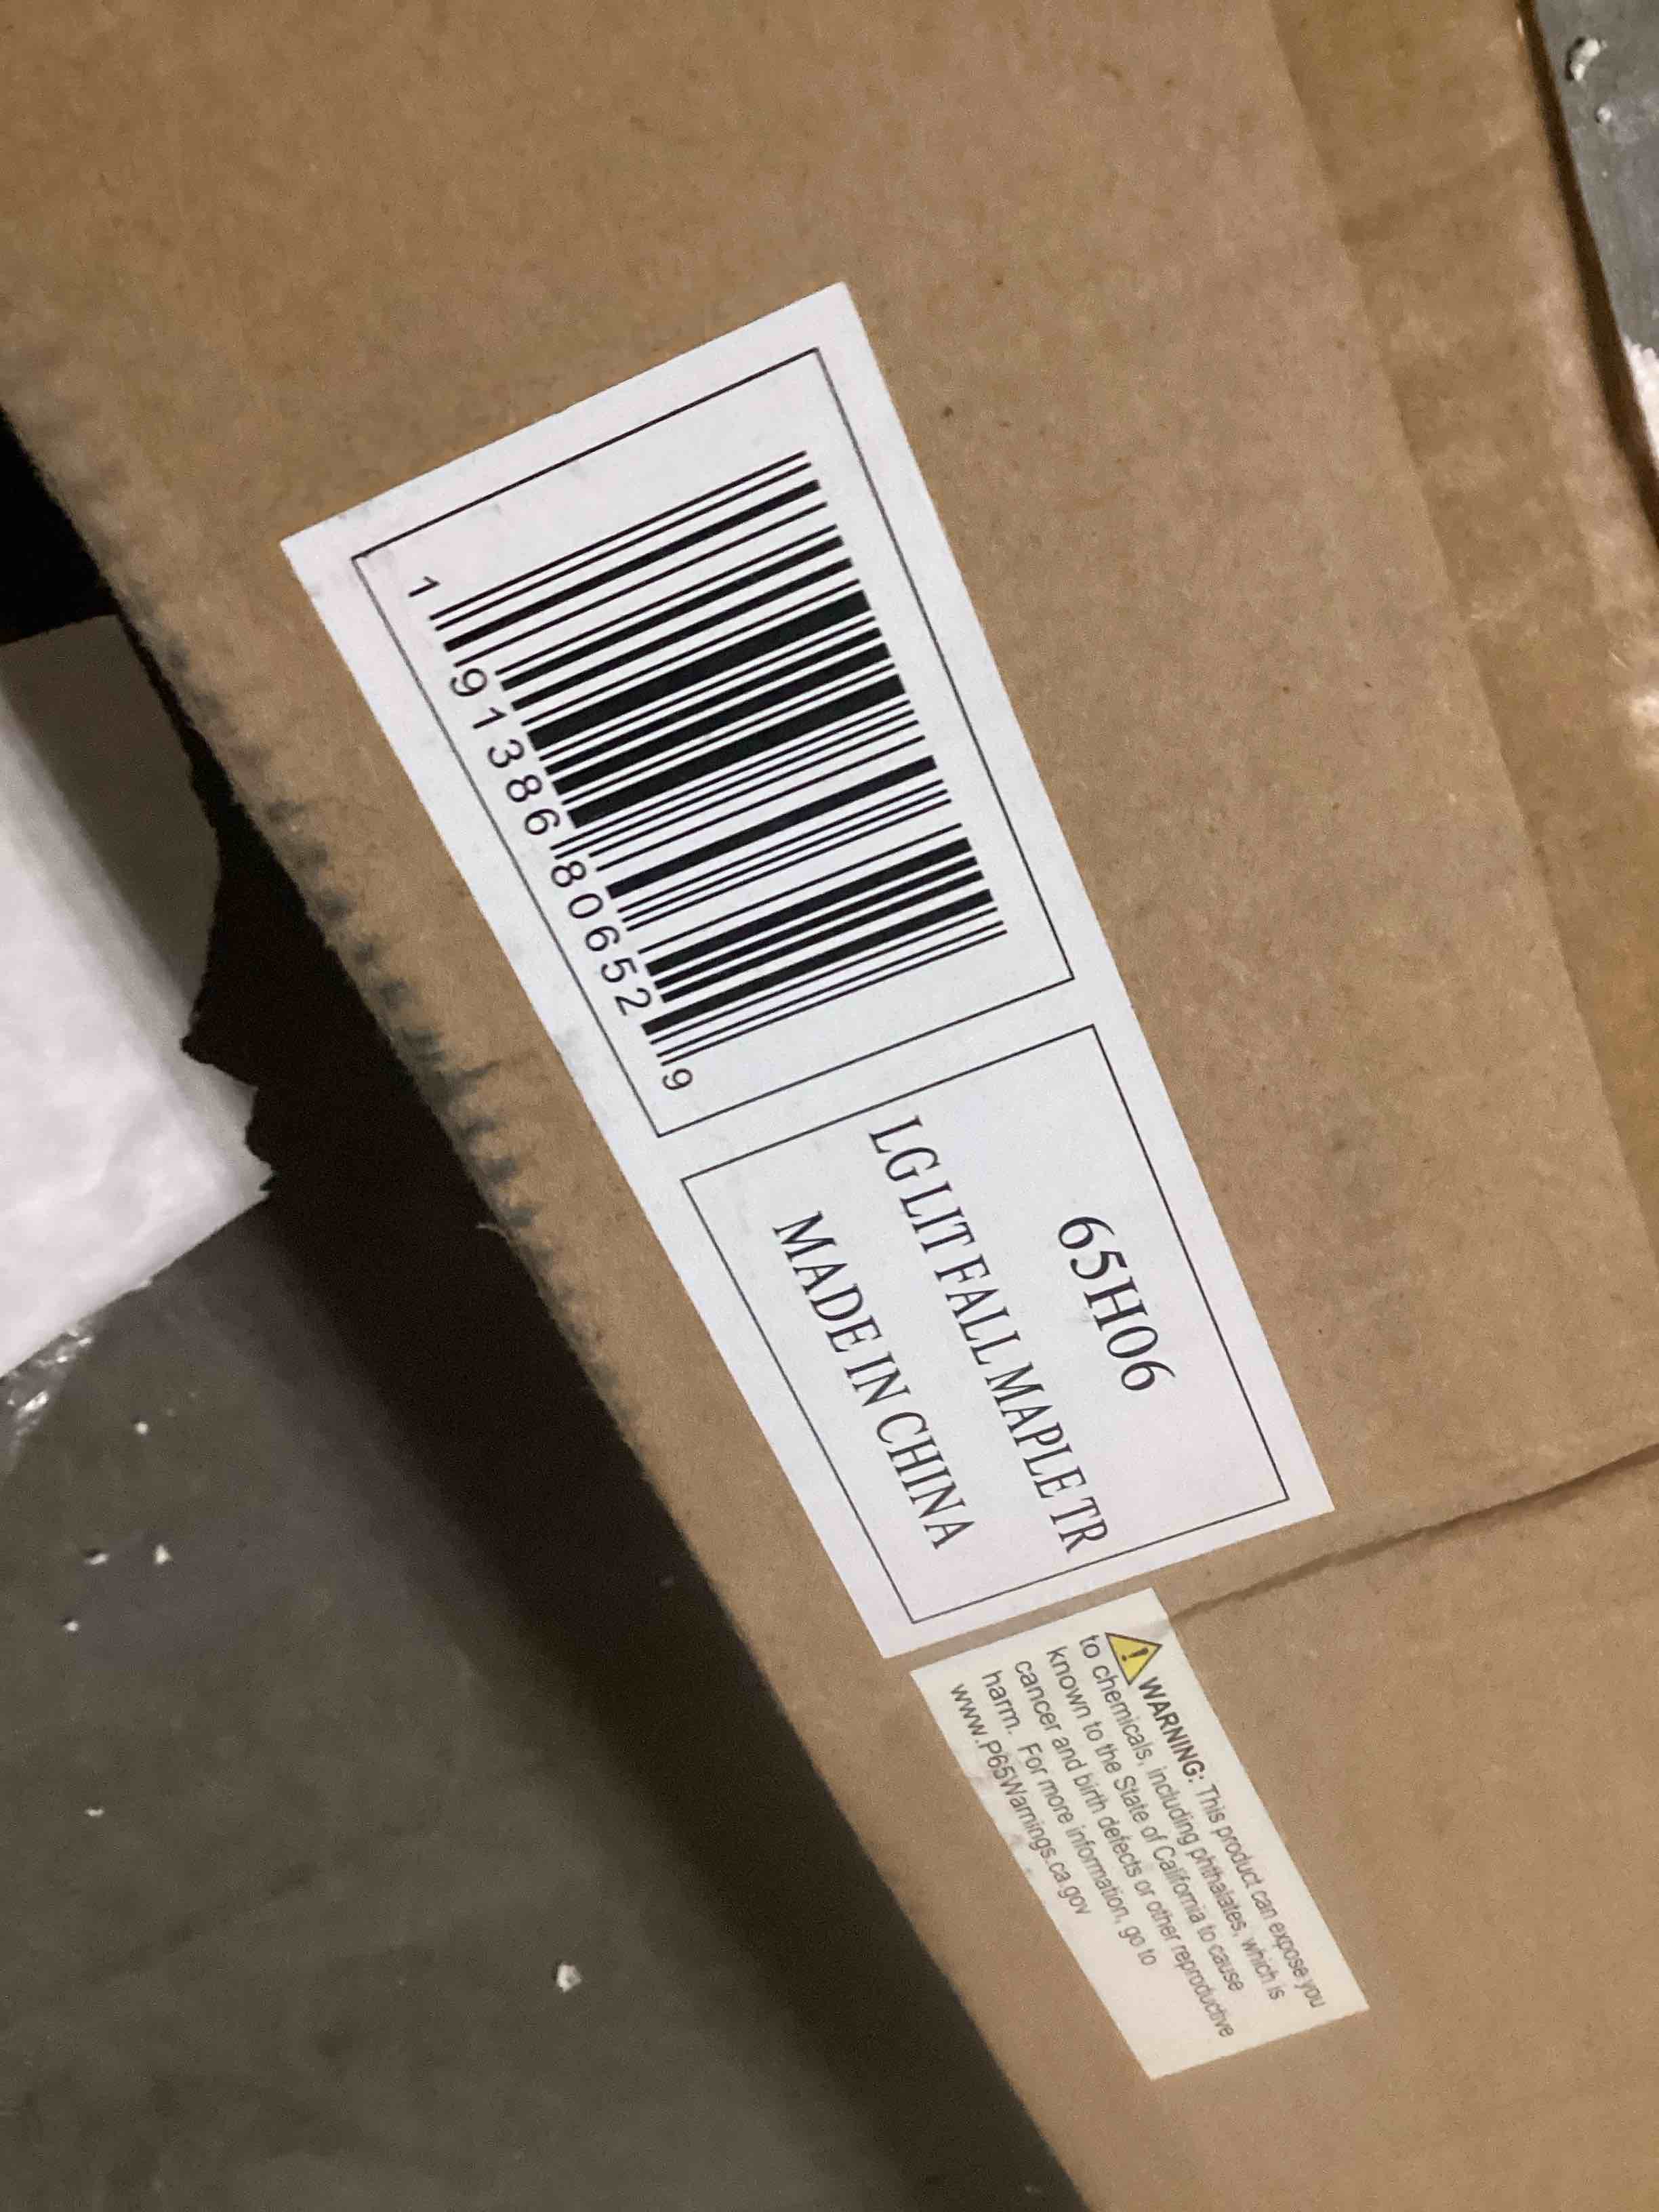 1 91386 80652 9
65H06
LG LIT FALL MAPLE TR
MADE IN CHINA
WARNING: This product can expose you
to chemicals, including phthalates, which is
known to the State of California to cause
cancer and birth defects or other reproductive
harm. For more information, go to
www.P65Warnings.ca.gov